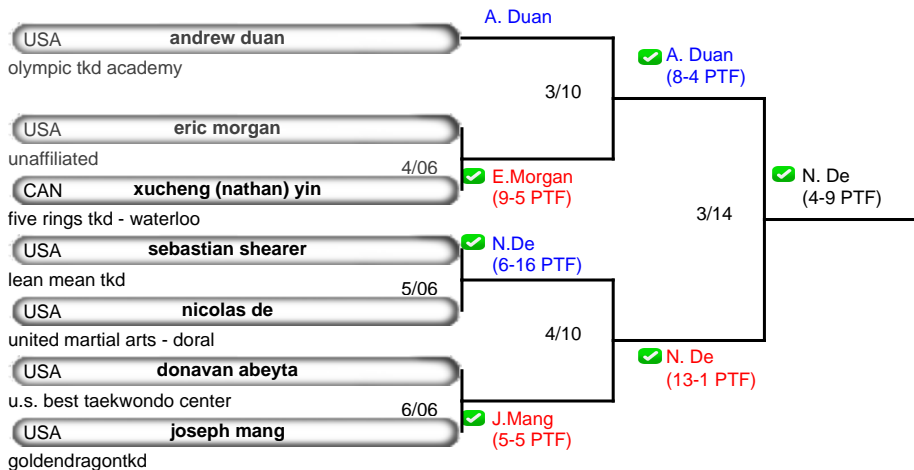 A. Duan
USA andrew duan
olympic tkd academy
A. Duan
(8-4 PTF)
3/10
USA eric morgan
unaffiliated
4/06
CAN xucheng (nathan) yin
E.Morgan
(9-5 PTF)
N. De
(4-9 PTF)
five rings tkd - waterloo
3/14
USA sebastian shearer
N.De
(6-16 PTF)
lean mean tkd
5/06
USA nicolas de
united martial arts - doral
4/10
USA donavan abeyta
N. De
(13-1 PTF)
u.s. best taekwondo center
6/06
USA joseph mang
J.Mang
(5-5 PTF)
goldendragontkd